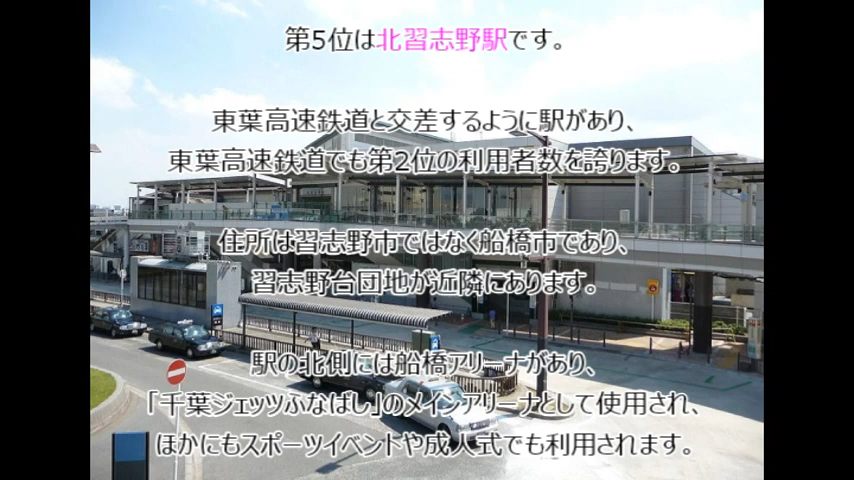 第5位は北習志野駅です。
東葉高速鉄道と交差するように駅があり、
東葉高速鉄道でも第2位の利用者数を誇ります。
住所は習志野市ではなく船橋市であり、
習志野台団地が近隣にあります。
駅の北側には船橋アリーナがあり、
「千葉ジェッツふなばし」のメインアリーナとして使用され、
ほかにもスポーツイベントや成人式でも利用されます。